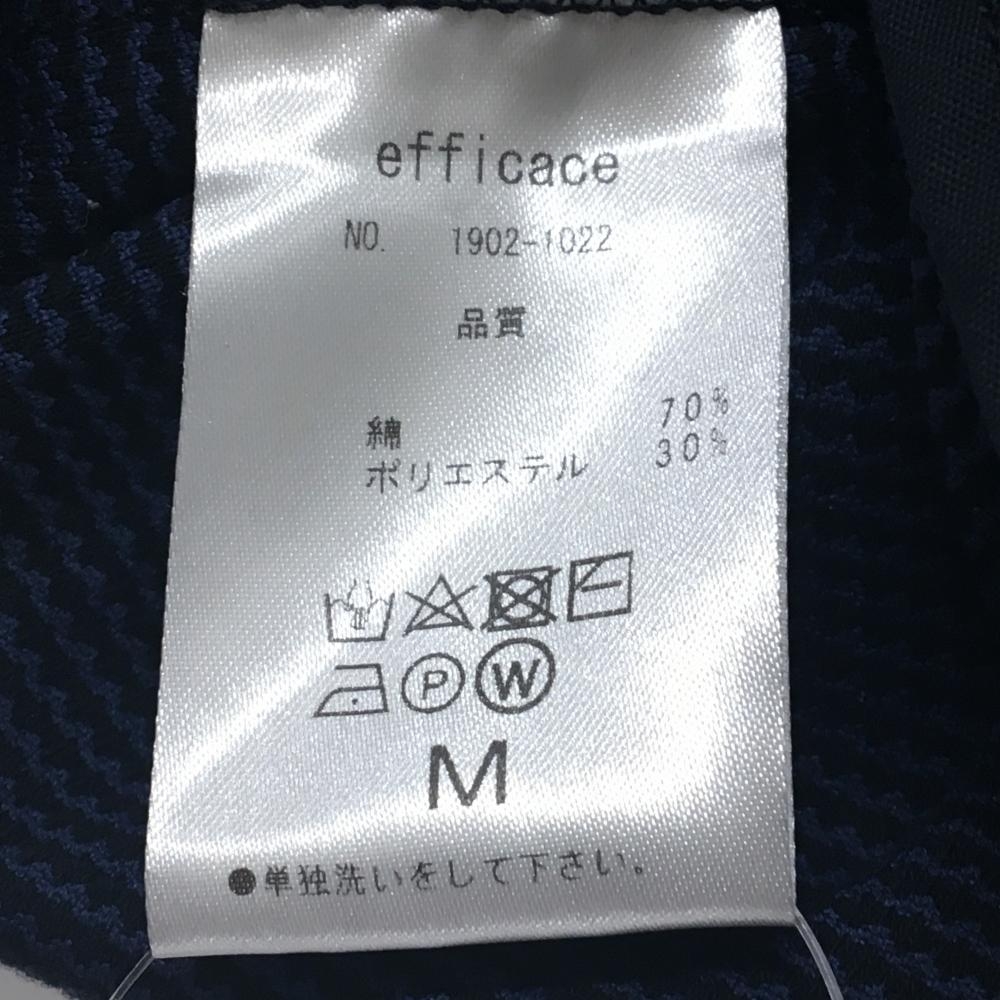 efficace
NO. 1902-1022
品質
綿 70%
ポリエステル 30%
P W
M
●単独洗いをして下さい。